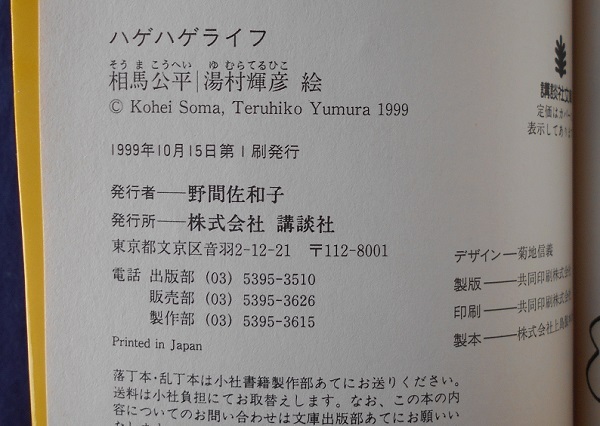 ハゲハゲライフ
そうまこうへい ゆむらてるひこ
相馬公平|湯村輝彦 絵
© Kohei Soma, Teruhiko Yumura 1999
1999年10月15日第1刷発行
発行者——野間佐和子
発行所——株式会社 講談社
東京都文京区音羽2-12-21 〒112-8001
電話 出版部 (03) 5395-3510
販売部 (03) 5395-3626
製作部 (03) 5395-3615
Printed in Japan
落丁本・乱丁本は小社書籍製作部あてにお送りください。
送料は小社負担にてお取替えします。なお、この本の内
容についてのお問い合わせは文庫出版部あてにお願いい
講談社文庫
定価はカバー
表示してあり
デザイン—菊地信義
製版——共同印刷株式会社
印刷——共同印刷株式会社
製本——株式会社上島製